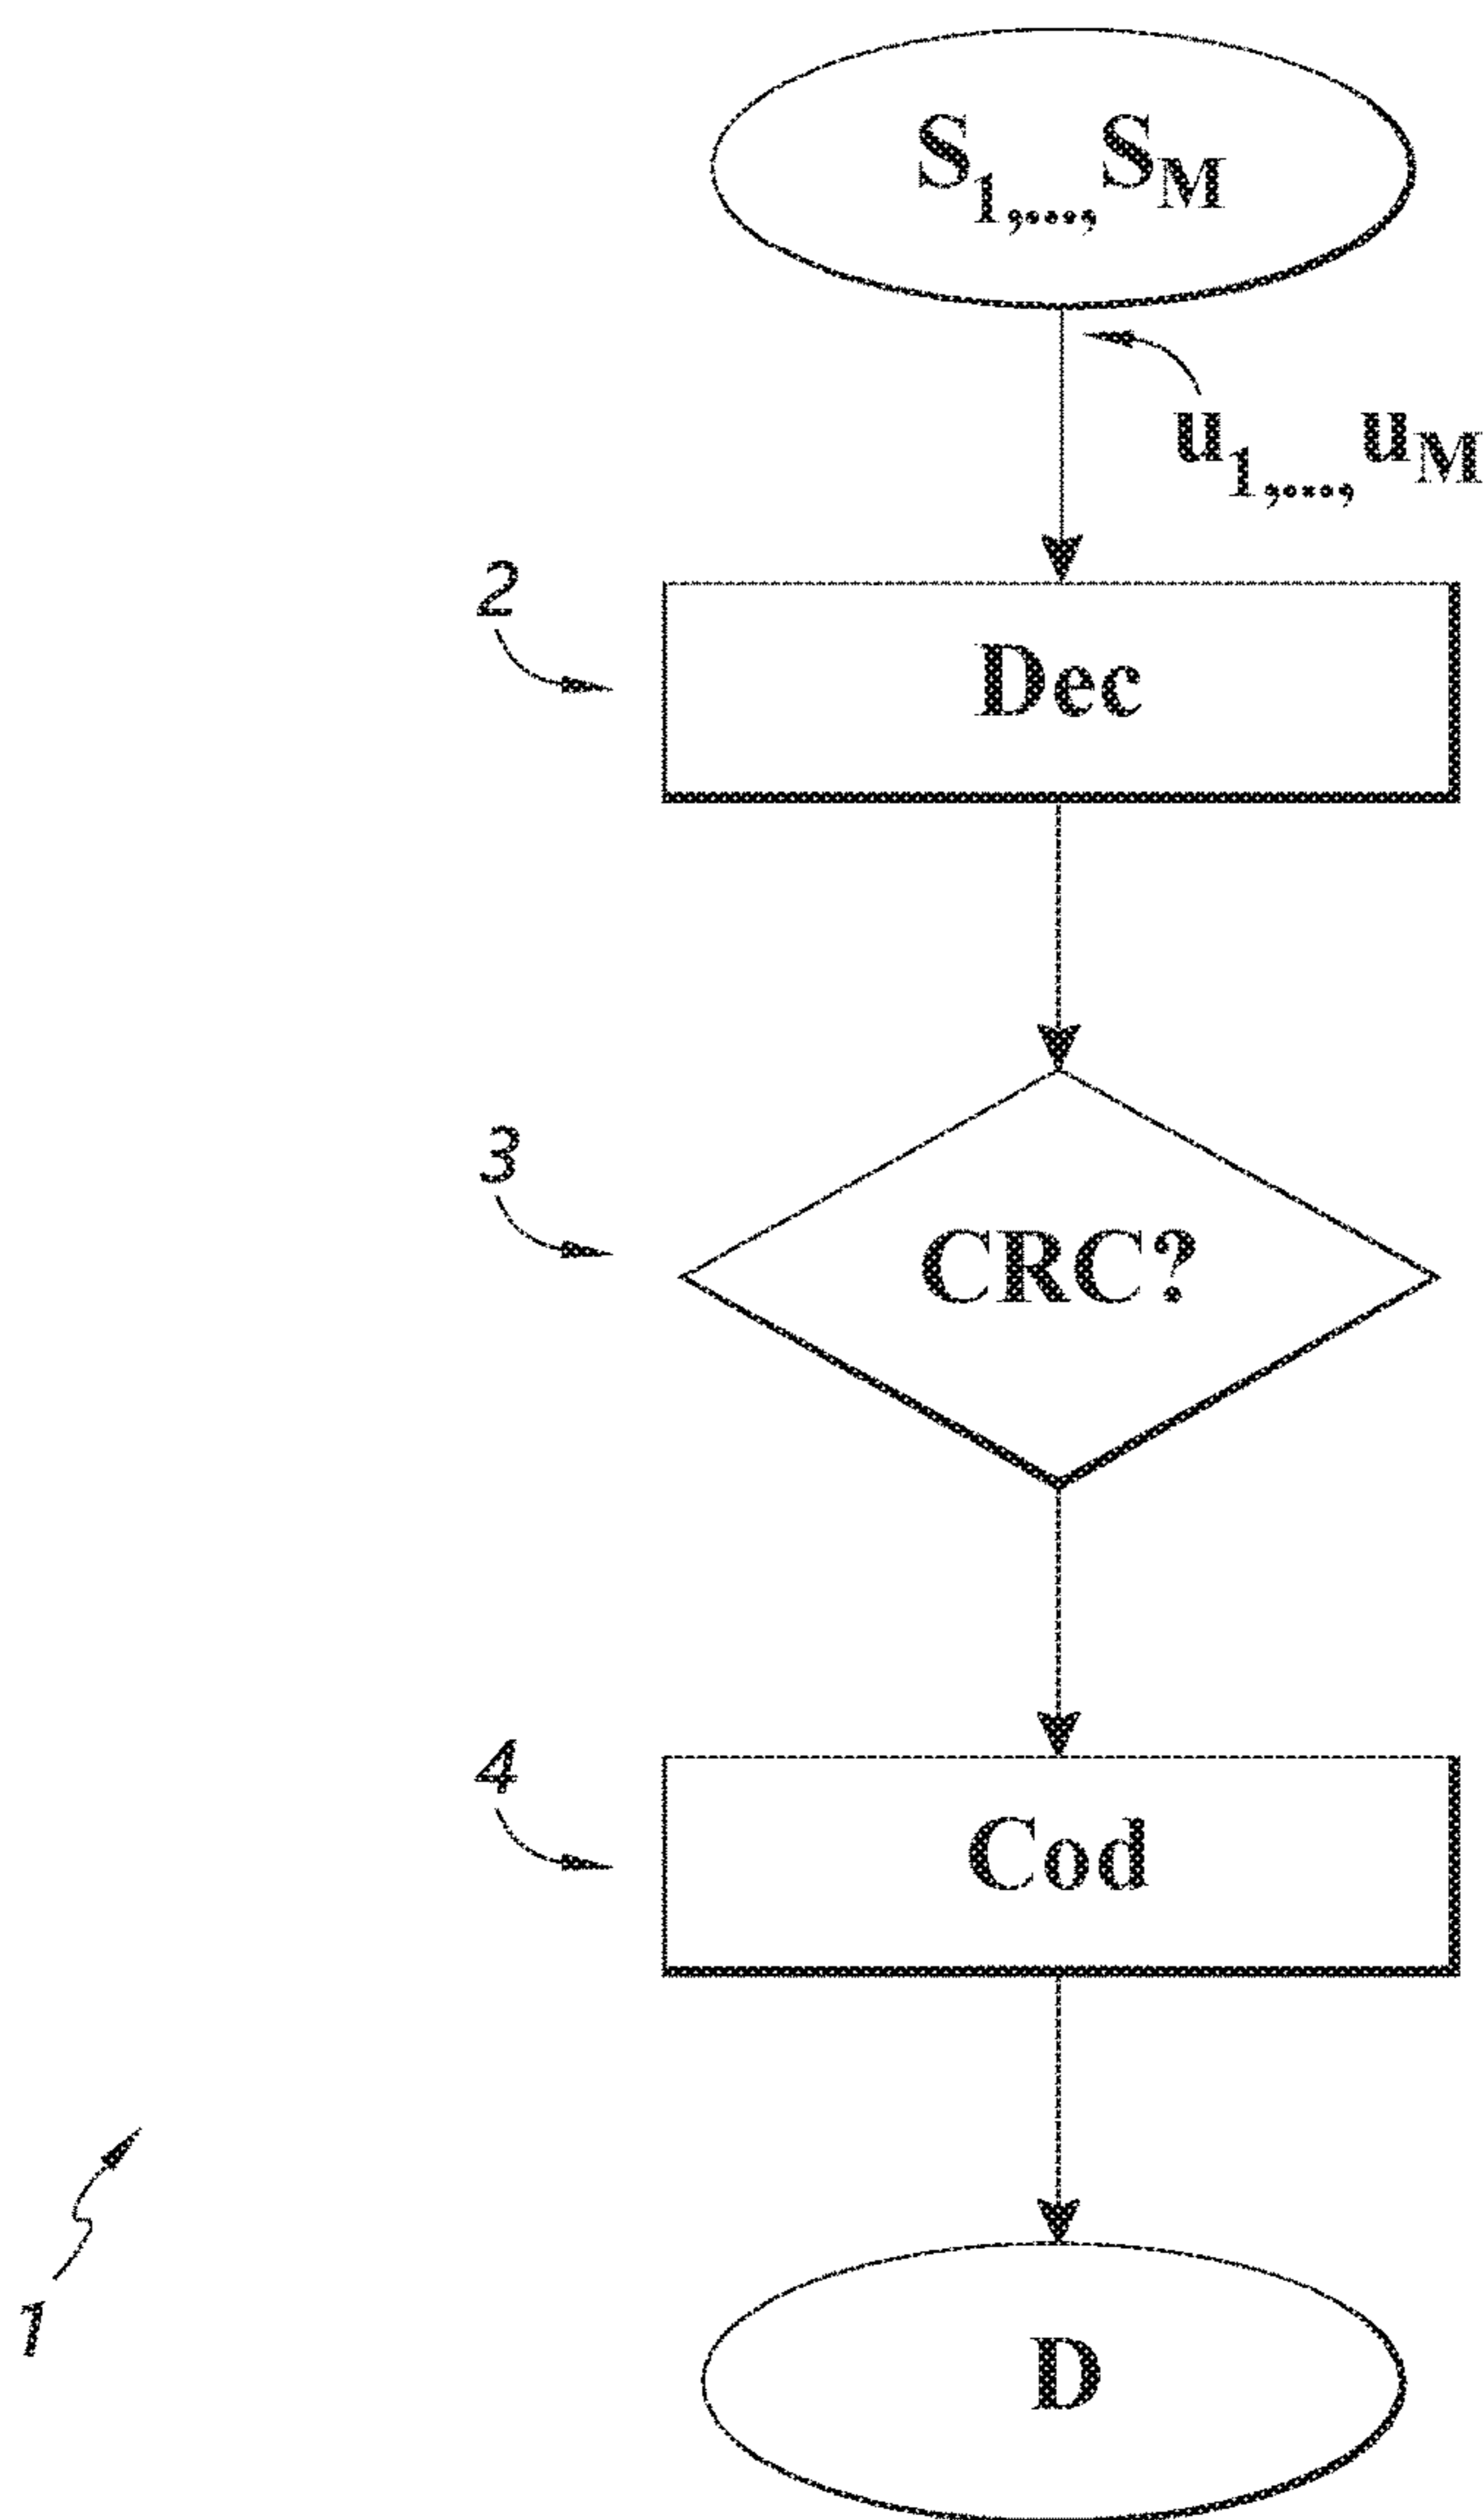 S1,...,SM
u1,...,uM
2
Dec
3
CRC?
4
Cod
1
D